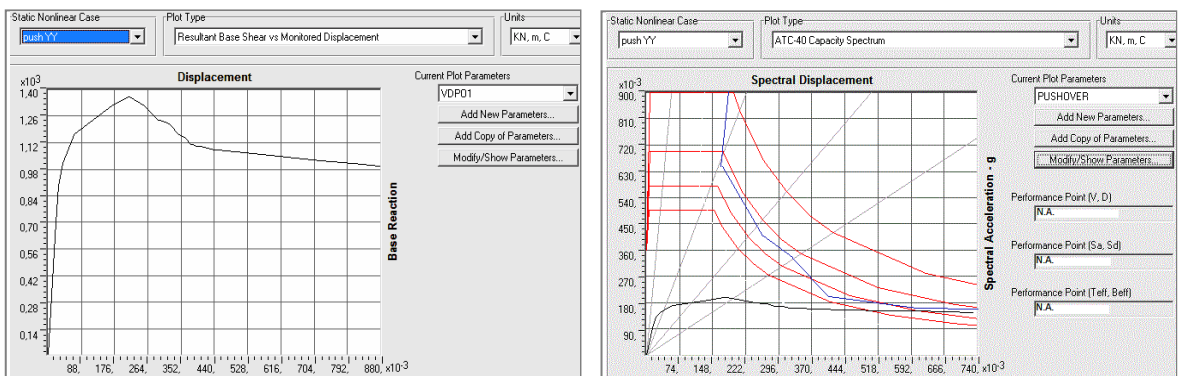 Static Nonlinear Case
Plot Type
Units
push YY
Resultant Base Shear vs Monitored Displacement
KN, m, C
Displacement
x10^3
1,40
1,26
1,12
0,98
0,84
0,70
0,56
0,42
0,28
0,14
88, 176, 264, 352, 440, 528, 616, 704, 792, 880, x10^-3
Base Reaction
Current Plot Parameters
VDPO1
Add New Parameters...
Add Copy of Parameters...
Modify/Show Parameters...
Static Nonlinear Case
Plot Type
Units
push YY
ATC-40 Capacity Spectrum
KN, m, C
Spectral Displacement
x10^-3
900,
810,
720,
630,
540,
450,
360,
270,
180,
90,
74, 148, 222, 296, 370, 444, 518, 592, 666, 740, x10^-3
Spectral Acceleration - g
Current Plot Parameters
PUSHOVER
Add New Parameters...
Add Copy of Parameters...
Modify/Show Parameters...
Performance Point (V, D)
N.A.
Performance Point (Sa, Sd)
N.A.
Performance Point (Teff, Beff)
N.A.